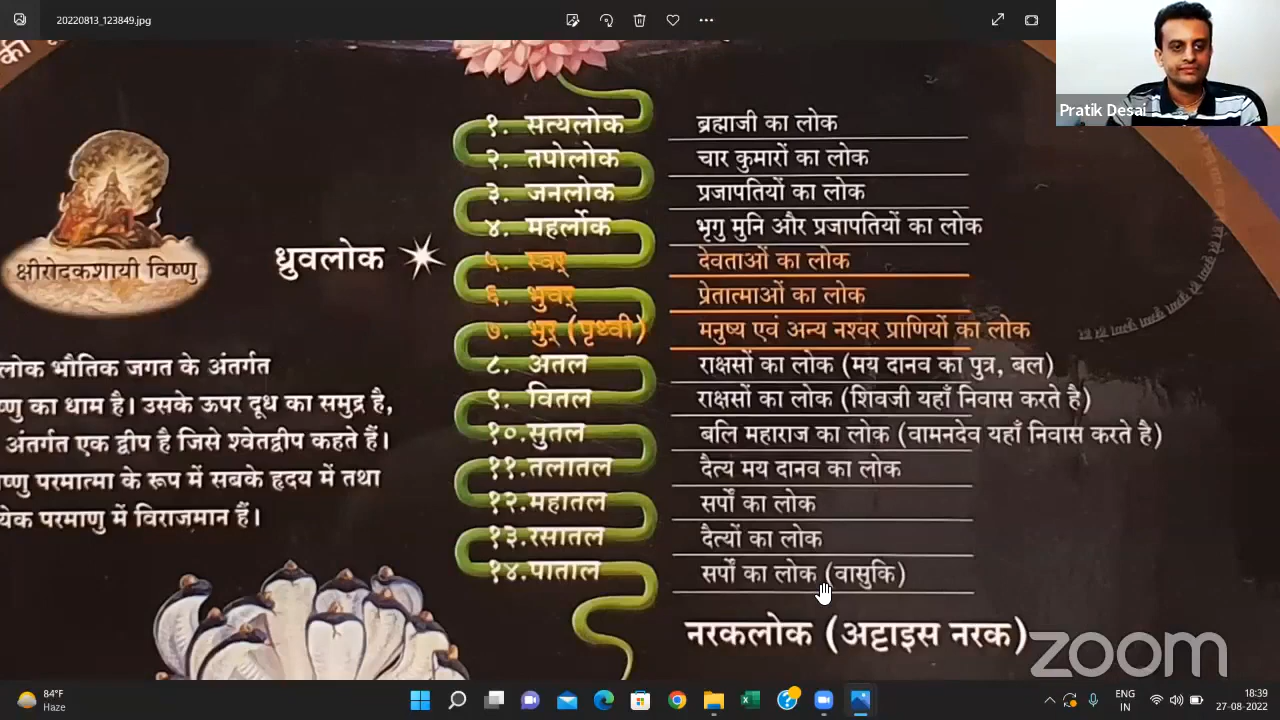 20220813_123849.jpg
Pratik Desai
की
१. सत्यलोक ब्रह्माजी का लोक
२. तपोलोक चार कुमारों का लोक
३. जनलोक प्रजापतियों का लोक
४. महर्लोक भृगु मुनि और प्रजापतियों का लोक
५. स्वर् देवताओं का लोक
६. भुवर् प्रेतात्माओं का लोक
७. भुर् (पृथ्वी) मनुष्य एवं अन्य नश्वर प्राणियों का लोक
८. अतल राक्षसों का लोक (मय दानव का पुत्र, बल)
९. वितल राक्षसों का लोक (शिवजी यहाँ निवास करते है)
१०.सुतल बलि महाराज का लोक (वामनदेव यहाँ निवास करते है)
११.तलातल दैत्य मय दानव का लोक
१२.महातल सर्पों का लोक
१३.रसातल दैत्यों का लोक
१४.पाताल सर्पों का लोक (वासुकि)
नरकलोक (अट्टाइस नरक)
ध्रुवलोक
क्षीरोदकशायी विष्णु
लोक भौतिक जगत के अंतर्गत
ष्णु का धाम है। उसके ऊपर दूध का समुद्र है,
अंतर्गत एक द्वीप है जिसे श्वेतद्वीप कहते हैं।
ष्णु परमात्मा के रूप में सबके हृदय में तथा
येक परमाणु में विराजमान हैं।
zoom
84°F
Haze
ENG
IN
18:39
27-08-2022